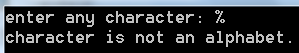 enter any character: %
character is not an alphabet.